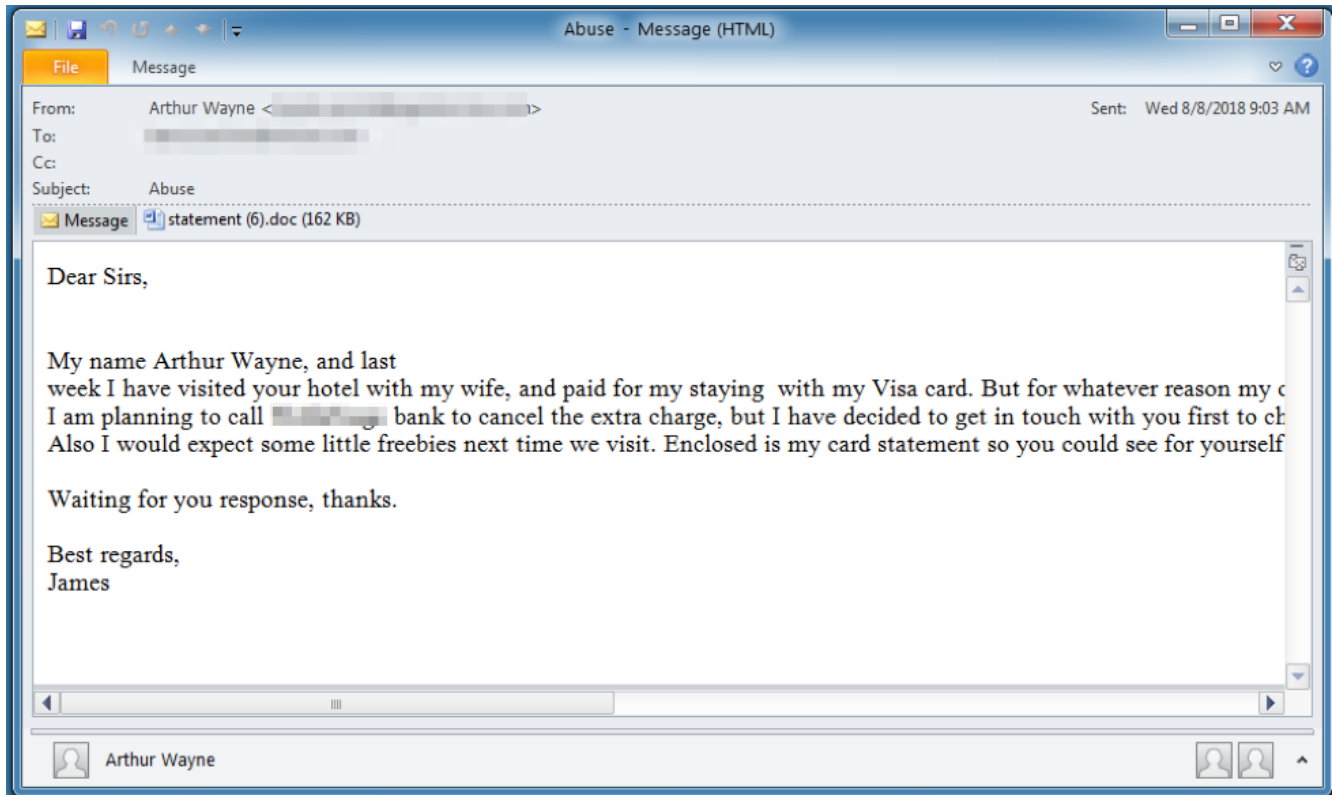 Abuse - Message (HTML)
File Message
From: Arthur Wayne < > Sent: Wed 8/8/2018 9:03 AM
To:
Cc:
Subject: Abuse
Message statement (6).doc (162 KB)
Dear Sirs,
My name Arthur Wayne, and last
week I have visited your hotel with my wife, and paid for my staying with my Visa card. But for whatever reason my
I am planning to call bank to cancel the extra charge, but I have decided to get in touch with you first to
Also I would expect some little freebies next time we visit. Enclosed is my card statement so you could see for yourself
Waiting for you response, thanks.
Best regards,
James
Arthur Wayne